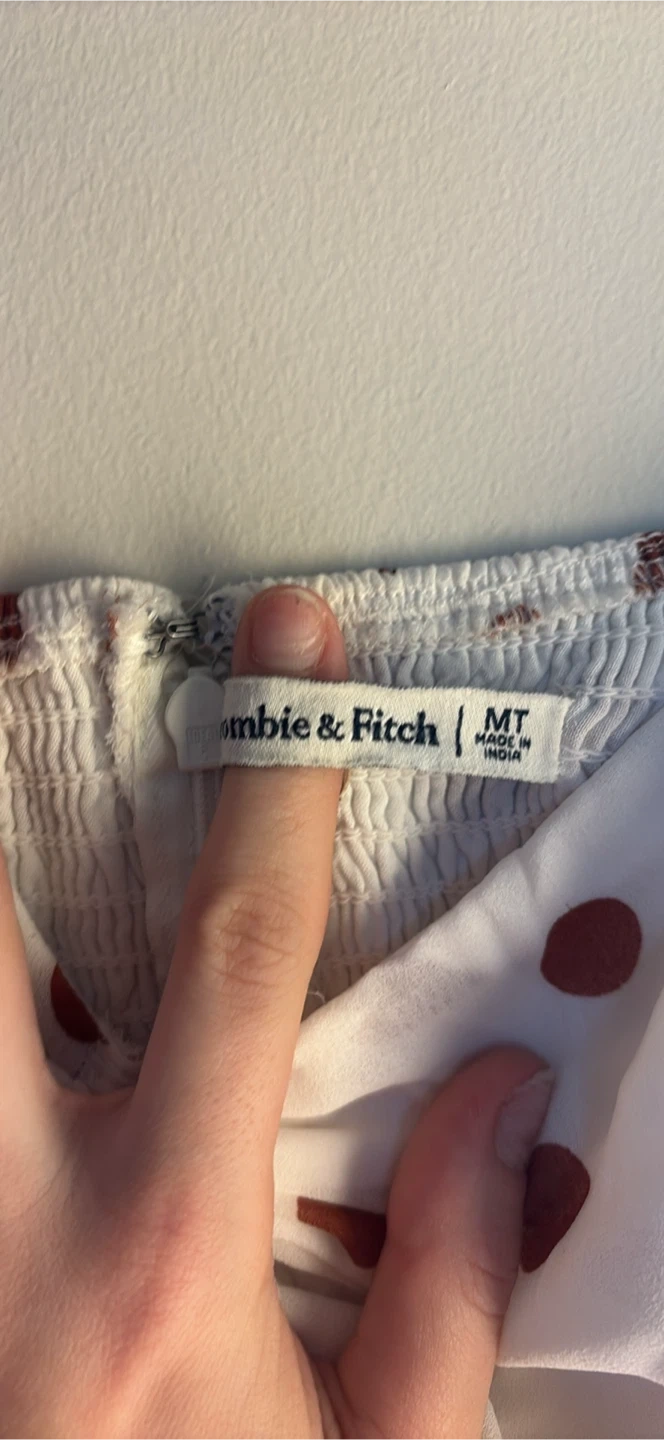 ombie & Fitch
MT
MADE IN
INDIA